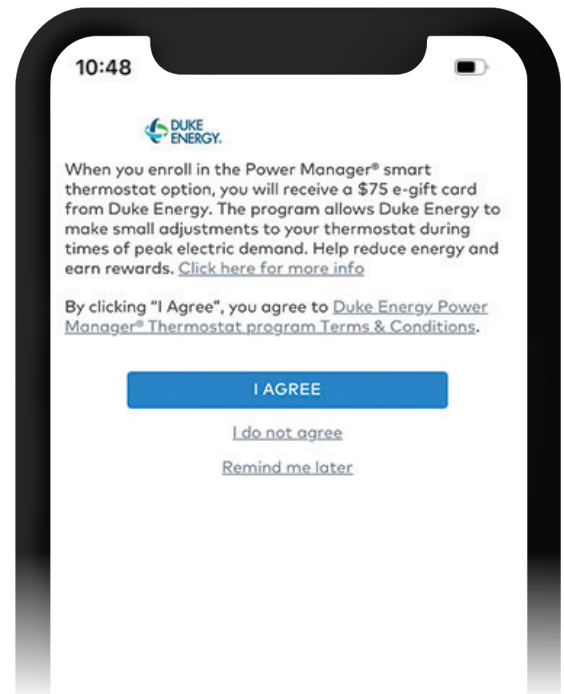 10:48
DUKE
ENERGY.
When you enroll in the Power Manager® smart
thermostat option, you will receive a $75 e-gift card
from Duke Energy. The program allows Duke Energy to
make small adjustments to your thermostat during
times of peak electric demand. Help reduce energy and
earn rewards. Click here for more info
By clicking "I Agree", you agree to Duke Energy Power
Manager® Thermostat program Terms & Conditions.
I AGREE
I do not agree
Remind me later